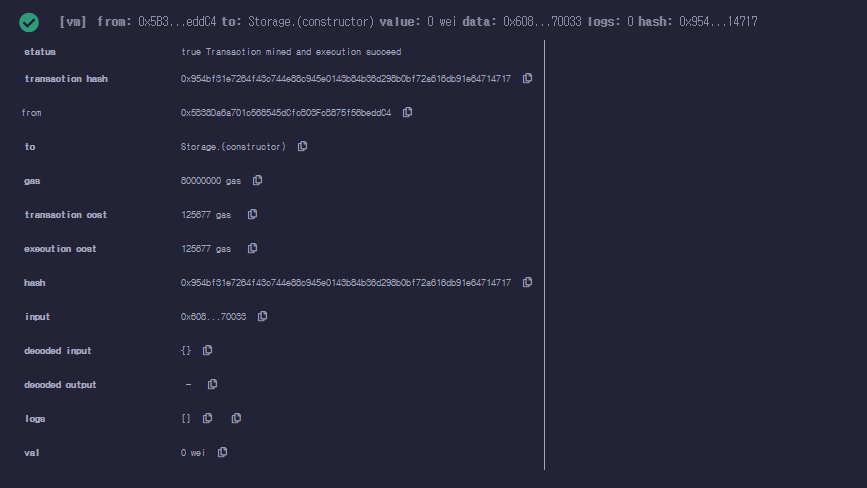 [vm] from: 0x5B3...eddC4 to: Storage.(constructor) value: 0 wei data: 0x608...70033 logs: 0 hash: 0x954...14717
status true Transaction mined and execution succeed
transaction hash 0x954bf31e7264f43c744e88c945e0143b84b36d298b0bf72a616db91e64714717
from 0x5B38Da6a701c568545dCfcB03FcB875f56beddC4
to Storage.(constructor)
gas 80000000 gas
transaction cost 125677 gas
execution cost 125677 gas
hash 0x954bf31e7264f43c744e88c945e0143b84b36d298b0bf72a616db91e64714717
input 0x608...70033
decoded input {}
decoded output -
logs []
val 0 wei